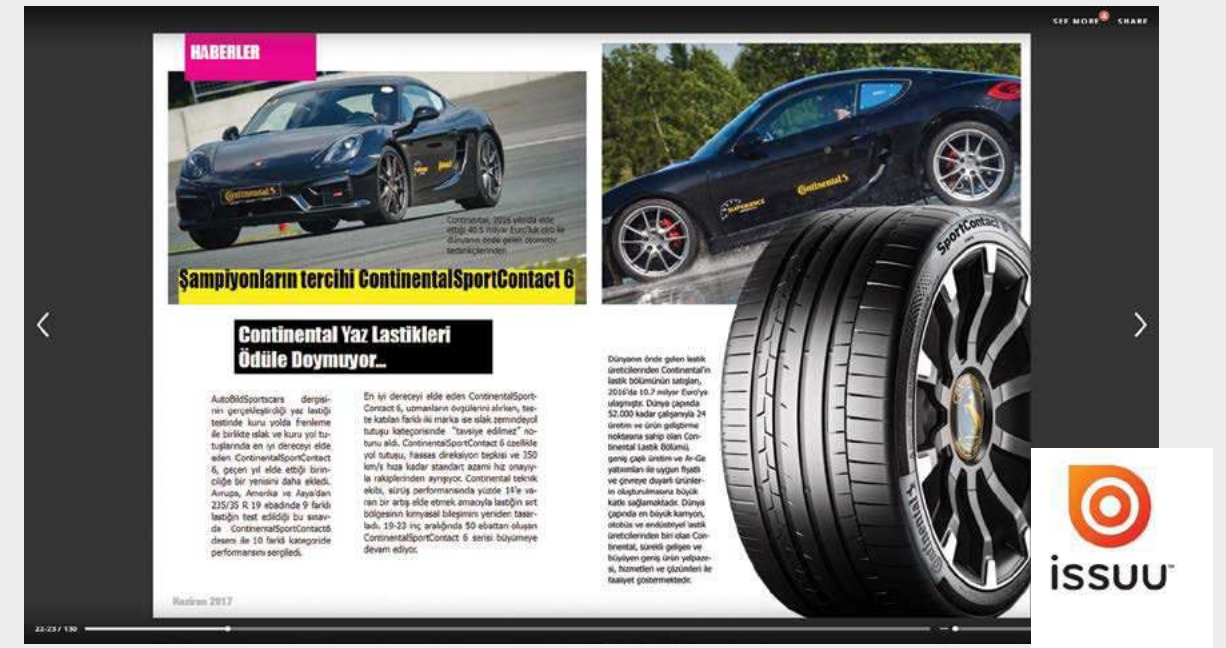 SEE MORE
SHARE
HABERLER
Continental
Continental
Continental, 2016 yılında elde
ettiği 40.5 milyar Euro'luk ciro ile
dünyanın önde gelen otomotiv
tedarikçilerinden
Şampiyonların tercihi ContinentalSportContact 6
Continental
SportContact 6
Continental Yaz Lastikleri
Ödüle Doymuyor...
AutoBildSportscars dergisi-
nin gerçekleştirdiği yaz lastiği
testinde kuru yolda frenleme
ile birlikte ıslak ve kuru yol tu-
tuşlarında en iyi dereceyi elde
eden ContinentalSportContact
6, geçen yıl elde ettiği birin-
ciliğe bir yenisini daha ekledi.
Avrupa, Amerika ve Asya'dan
235/35 R 19 ebadında 9 farklı
lastiğin test edildiği bu sınav-
da ContinentalSportContact6
deseni ile 10 farklı kategoride
performansını sergiledi.
En iyi dereceyi elde eden ContinentalSport-
Contact 6, uzmanların övgülerini alırken, tes-
te katılan farklı iki marka ise ıslak zemindeyol
tutuşu kategorisinde "tavsiye edilmez" no-
tunu aldı. ContinentalSportContact 6 özellikle
yol tutuşu, hassas direksiyon tepkisi ve 350
km/s hıza kadar standart azami hız onayıy-
la rakiplerinden ayrışıyor. Continental teknik
ekibi, sürüş performansında yüzde 14'e va-
ran bir artış elde etmek amacıyla lastiğin sırt
bölgesinin kimyasal bileşimini yeniden tasar-
ladı. 19-23 inç aralığında 50 ebattan oluşan
ContinentalSportContact 6 serisi büyümeye
devam ediyor.
Dünyanın önde gelen lastik
üreticilerinden Continental'in
lastik bölümünün satışları,
2016'da 10.7 milyar Euro'ya
ulaşmıştır. Dünya çapında
52.000 kadar çalışanıyla 24
üretim ve ürün geliştirme
noktasına sahip olan Con-
tinental Lastik Bölümü,
geniş çaplı üretim ve Ar-Ge
yatırımları ile uygun fiyatlı
ve çevreye duyarlı ürünler-
in oluşturulmasına büyük
katkı sağlamaktadır. Dünya
çapında en büyük kamyon,
otobüs ve endüstriyel lastik
üreticilerinden biri olan Con-
tinental, sürekli gelişen ve
büyüyen geniş ürün yelpaze-
si, hizmetleri ve çözümleri ile
faaliyet göstermektedir.
Continental
Haziran 2017
22-23 / 130
issuu